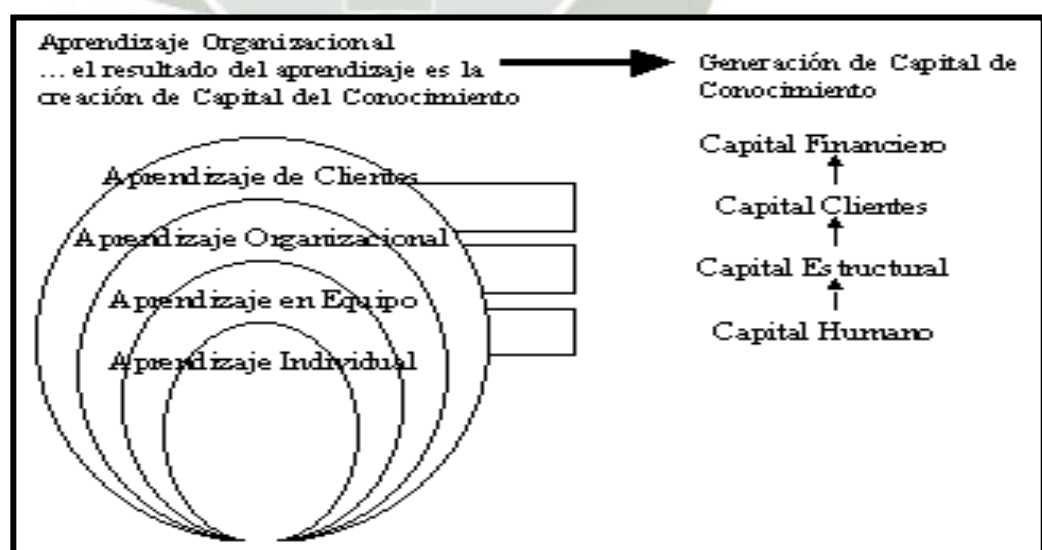 Aprendizaje Organizacional
... el resultado del aprendizaje es la
creación de Capital del Conocimiento
Generación de Capital de
Conocimiento
Aprendizaje de Clientes
Aprendizaje Organizacional
Aprendizaje en Equipo
Aprendizaje Individual
Capital Financiero
Capital Clientes
Capital Estructural
Capital Humano